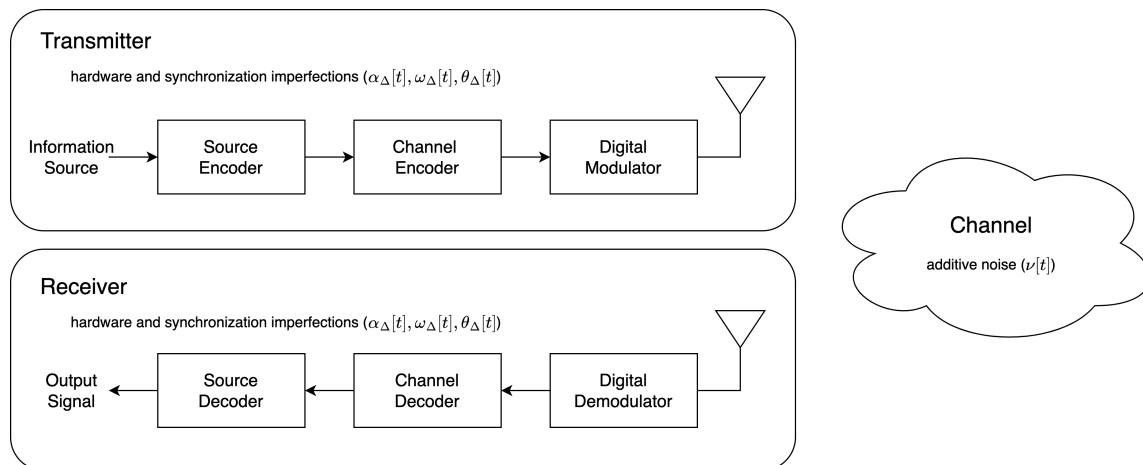 Transmitter
hardware and synchronization imperfections (α_Δ[t], ω_Δ[t], θ_Δ[t])
Information
Source
Source
Encoder
Channel
Encoder
Digital
Modulator
Channel
additive noise (ν[t])
Receiver
hardware and synchronization imperfections (α_Δ[t], ω_Δ[t], θ_Δ[t])
Output
Signal
Source
Decoder
Channel
Decoder
Digital
Demodulator